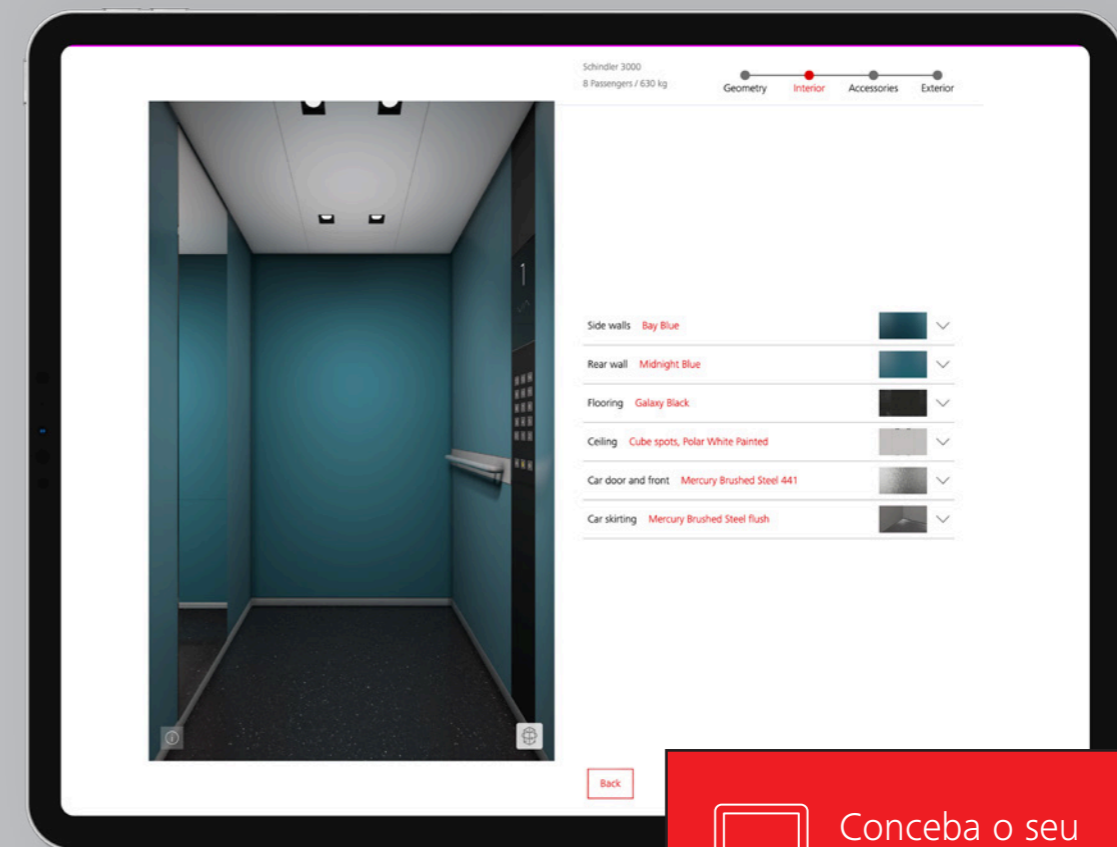 Schindler 3000
8 Passengers / 630 kg
Geometry Interior Accessories Exterior
1
Side walls Bay Blue
Rear wall Midnight Blue
Flooring Galaxy Black
Ceiling Cube spots, Polar White Painted
Car door and front Mercury Brushed Steel 441
Car skirting Mercury Brushed Steel flush
Back
Conceba o seu